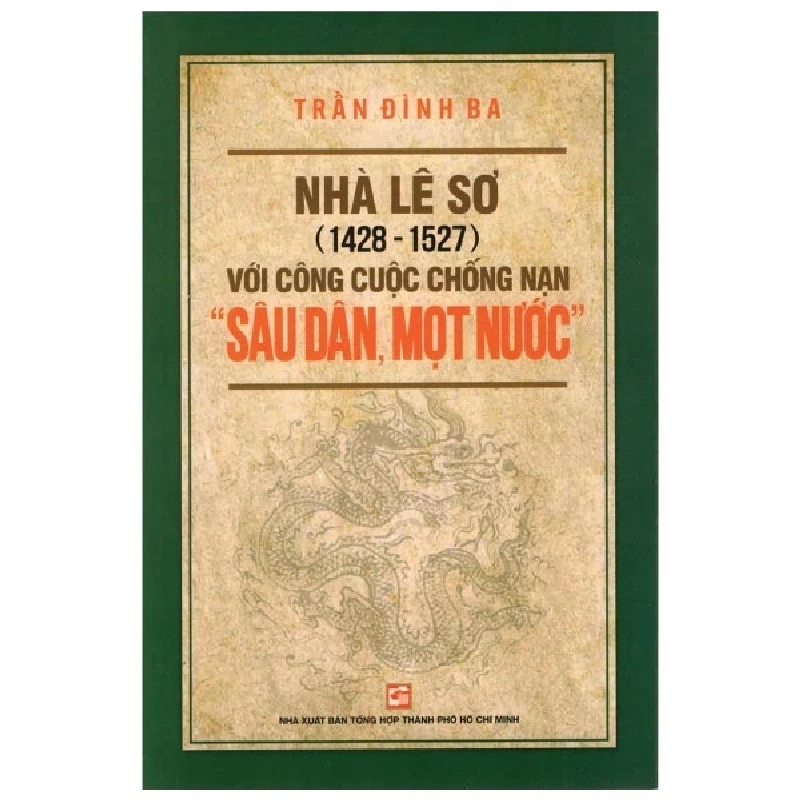 TRẦN ĐÌNH BA
NHÀ LÊ SƠ
(1428 - 1527)
VỚI CÔNG CUỘC CHỐNG NẠN
“SÂU DÂN, MỌT NƯỚC”
NHÀ XUẤT BẢN TỔNG HỢP THÀNH PHỐ HỒ CHÍ MINH